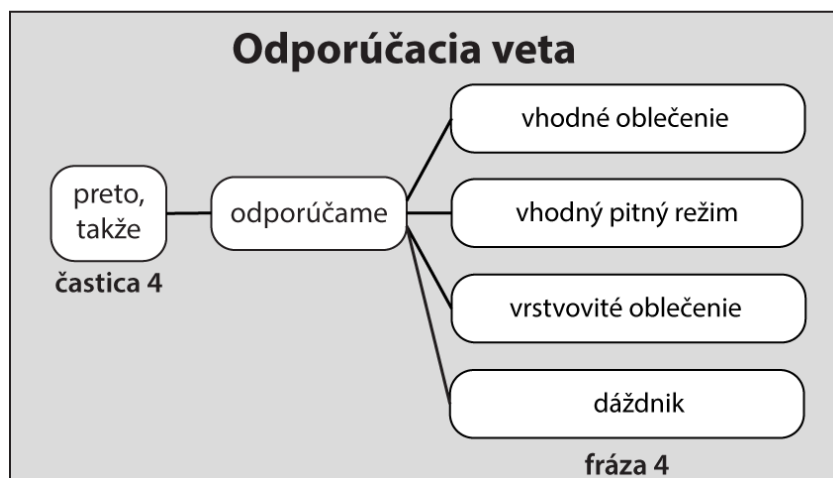 Odporúčacia veta
preto,
takže
častica 4
odporúčame
vhodné oblečenie
vhodný pitný režim
vrstvovité oblečenie
dáždnik
fráza 4